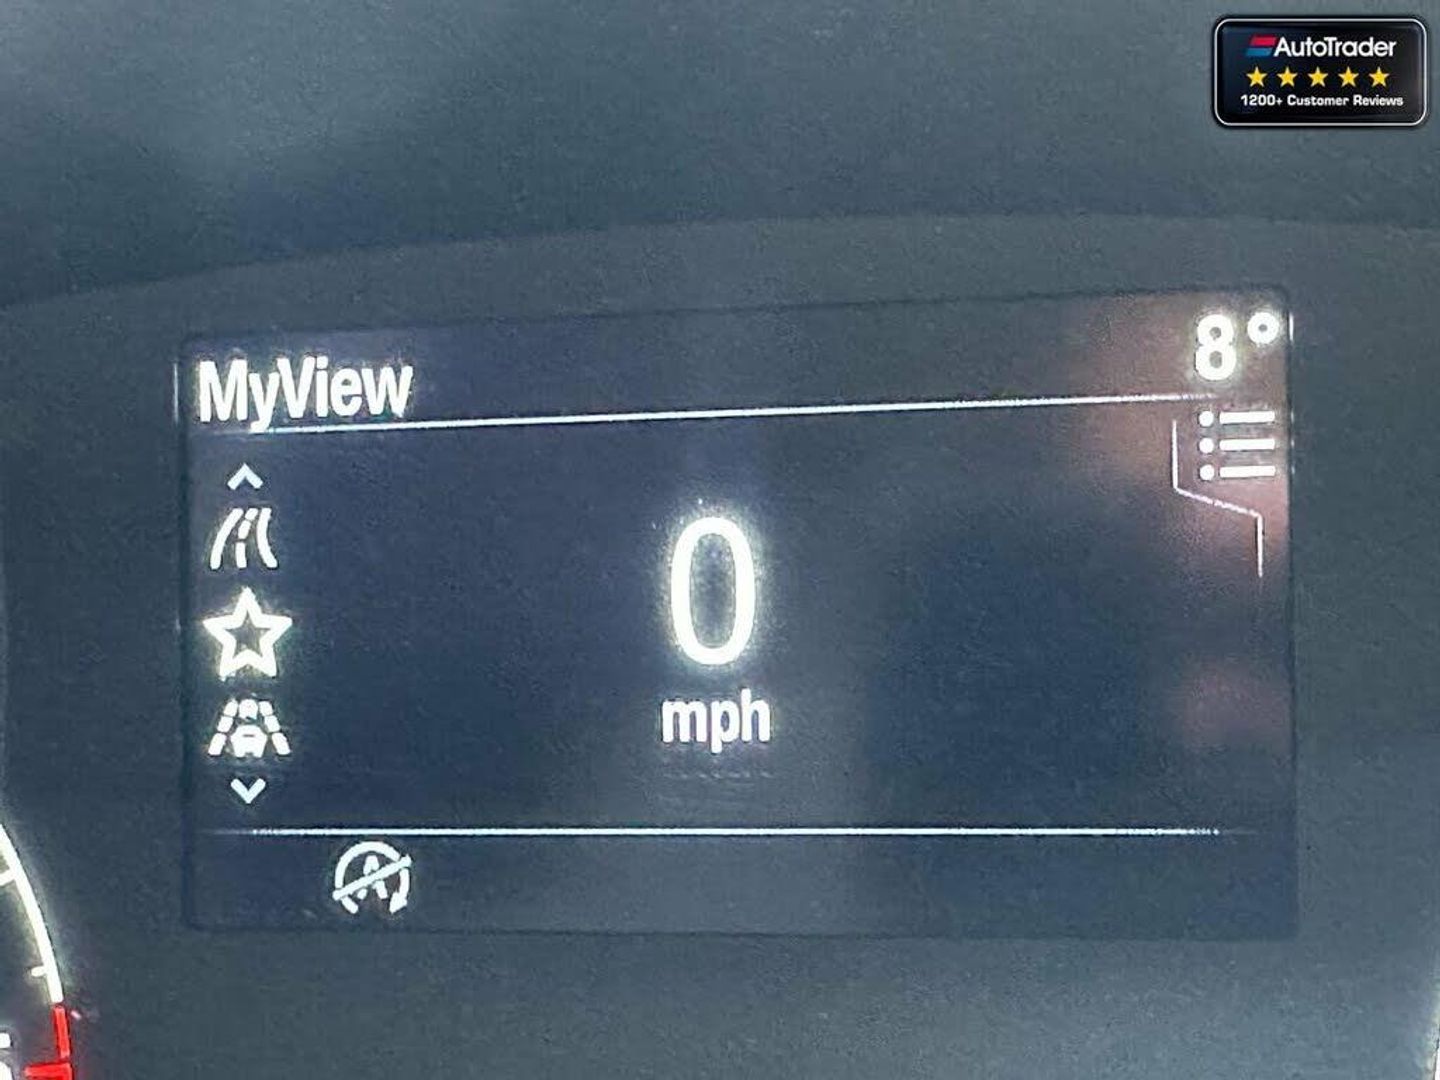 AutoTrader
1200+ Customer Reviews
MyView
8°
0
mph